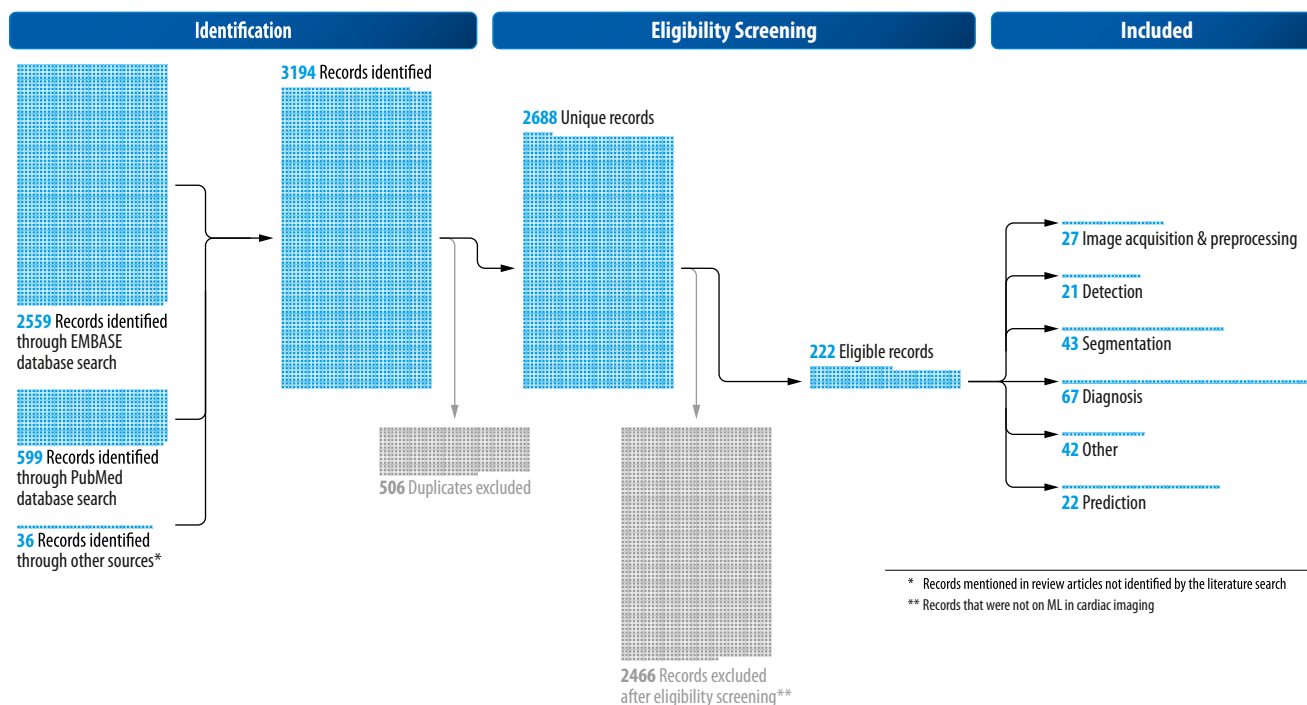 Identification
Eligibility Screening
Included
3194 Records identified
2688 Unique records
2559 Records identified
through EMBASE
database search
599 Records identified
through PubMed
database search
36 Records identified
through other sources*
506 Duplicates excluded
2466 Records excluded
after eligibility screening**
222 Eligible records
27 Image acquisition & preprocessing
21 Detection
43 Segmentation
67 Diagnosis
42 Other
22 Prediction
* Records mentioned in review articles not identified by the literature search
** Records that were not on ML in cardiac imaging